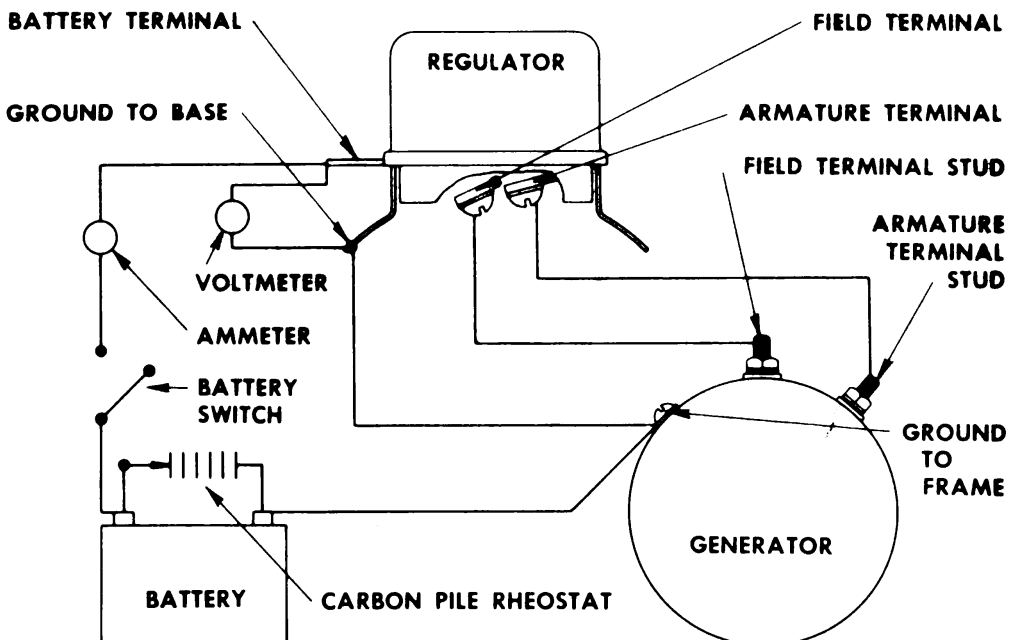 BATTERY TERMINAL
FIELD TERMINAL
REGULATOR
GROUND TO BASE
ARMATURE TERMINAL
FIELD TERMINAL STUD
ARMATURE
TERMINAL
STUD
VOLTMETER
AMMETER
BATTERY
SWITCH
GROUND
TO
FRAME
GENERATOR
BATTERY
CARBON PILE RHEOSTAT